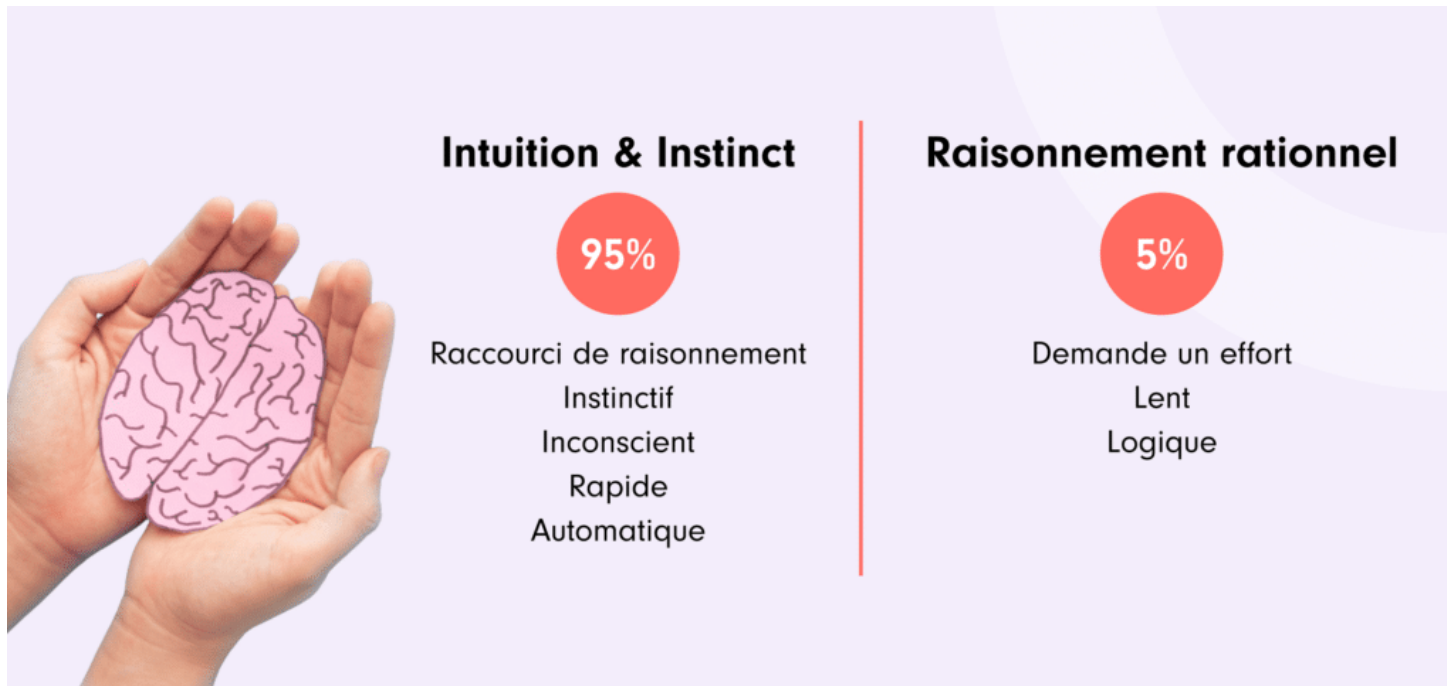 Intuition & Instinct
95%
Raccourci de raisonnement
Instinctif
Inconscient
Rapide
Automatique
Raisonnement rationnel
5%
Demande un effort
Lent
Logique